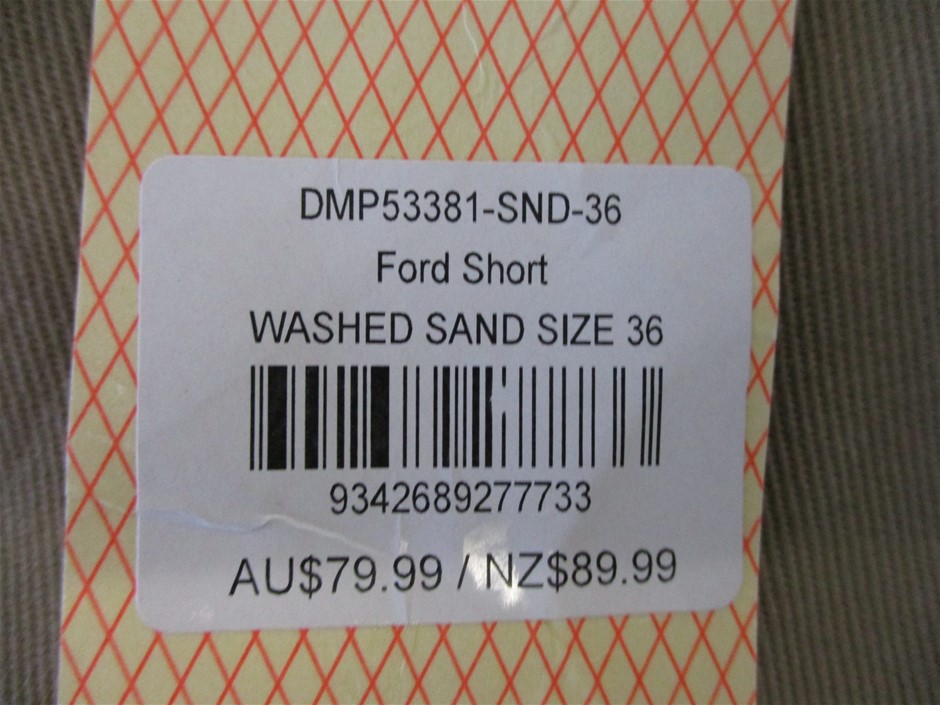 DMP53381-SND-36
Ford Short
WASHED SAND SIZE 36
9342689277733
AU$79.99 / NZ$89.99